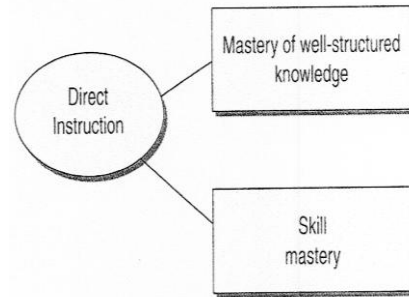 Mastery of well-structured
knowledge
Direct
Instruction
Skill
mastery